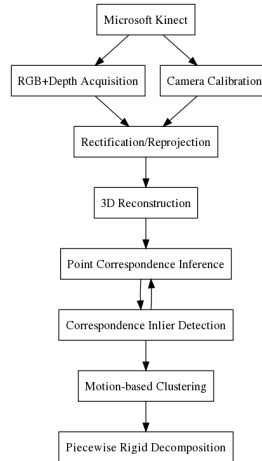 Microsoft Kinect
RGB+Depth Acquisition
Camera Calibration
Rectification/Reprojection
3D Reconstruction
Point Correspondence Inference
Correspondence Inlier Detection
Motion-based Clustering
Piecewise Rigid Decomposition